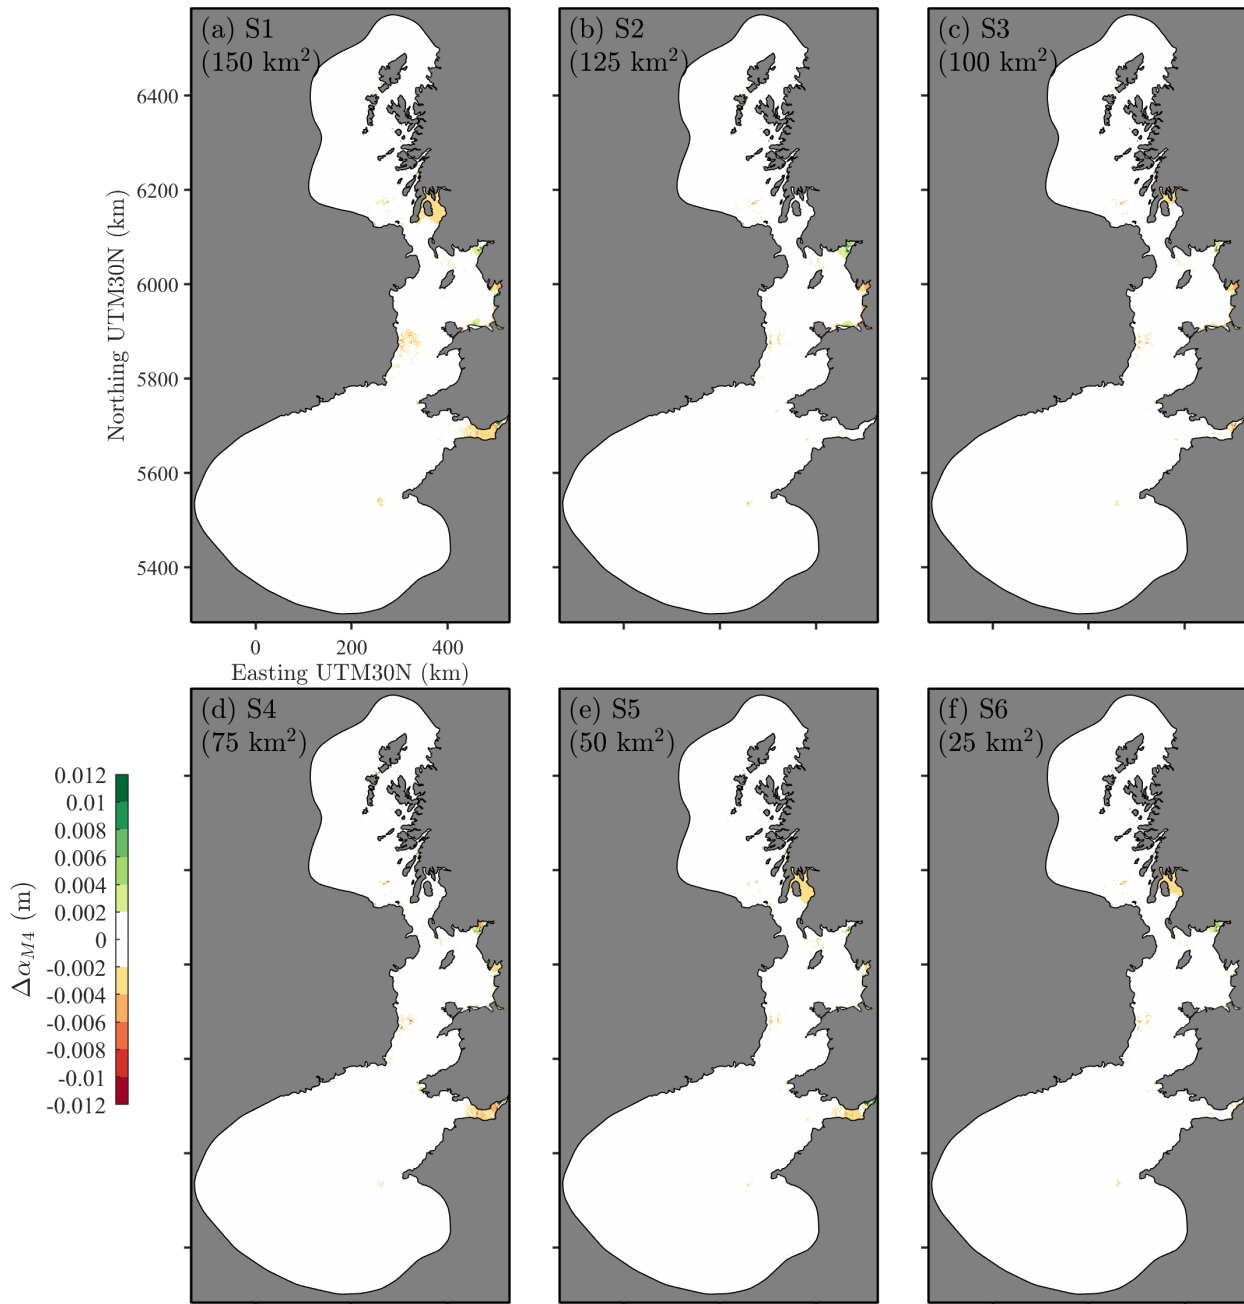 (a) S1
(150 km²)
(b) S2
(125 km²)
(c) S3
(100 km²)
6400
6200
6000
5800
5600
5400
Northing UTM30N (km)
0 200 400
Easting UTM30N (km)
(d) S4
(75 km²)
(e) S5
(50 km²)
(f) S6
(25 km²)
0.012
0.01
0.008
0.006
0.004
0.002
0
-0.002
-0.004
-0.006
-0.008
-0.01
-0.012
Δα_{M4} (m)